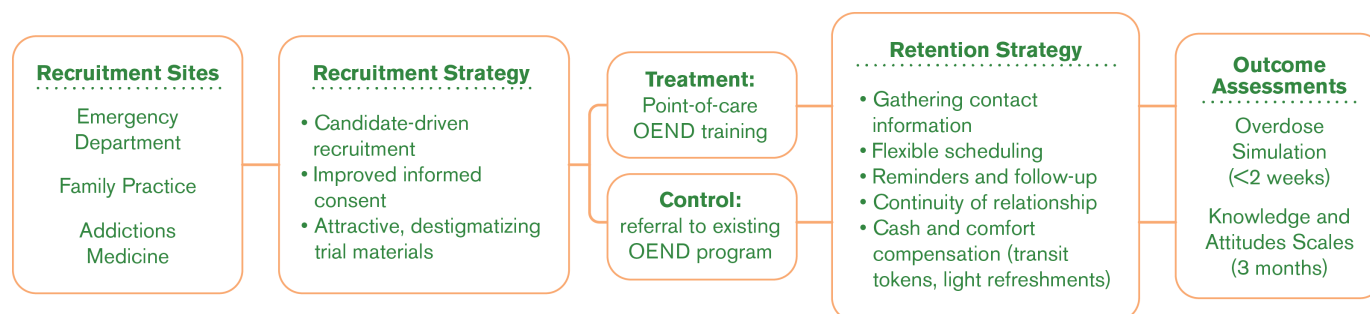 Recruitment Sites
Emergency
Department
Family Practice
Addictions
Medicine
Recruitment Strategy
• Candidate-driven
recruitment
• Improved informed
consent
• Attractive, destigmatizing
trial materials
Treatment:
Point-of-care
OEND training
Control:
referral to existing
OEND program
Retention Strategy
• Gathering contact
information
• Flexible scheduling
• Reminders and follow-up
• Continuity of relationship
• Cash and comfort
compensation (transit
tokens, light refreshments)
Outcome
Assessments
Overdose
Simulation
(<2 weeks)
Knowledge and
Attitudes Scales
(3 months)